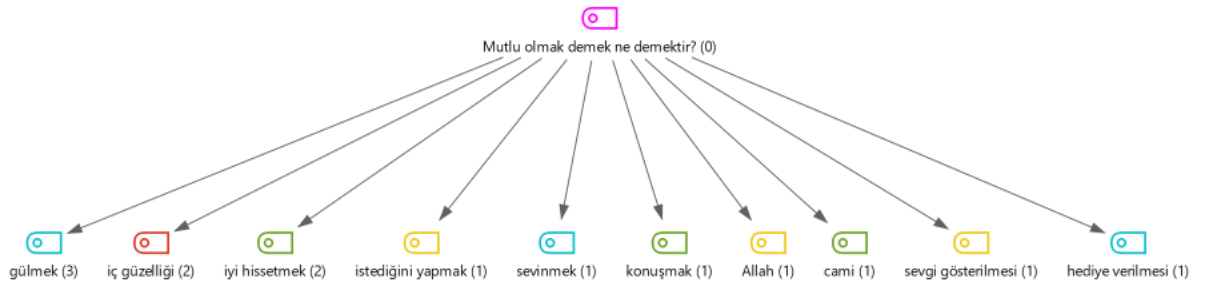 Mutlu olmak demek ne demektir? (0)
gülmek (3) iç güzelliği (2) iyi hissetmek (2) istediğini yapmak (1) sevinmek (1) konuşmak (1) Allah (1) cami (1) sevgi gösterilmesi (1) hediye verilmesi (1)